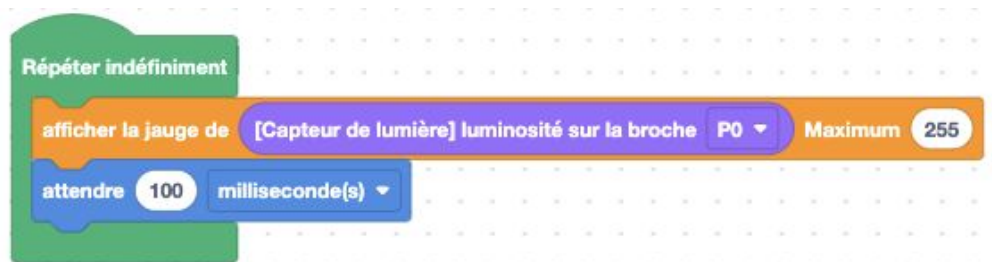 Répéter indéfiniment
afficher la jauge de [Capteur de lumière] luminosité sur la broche P0 Maximum 255
attendre 100 milliseconde(s)